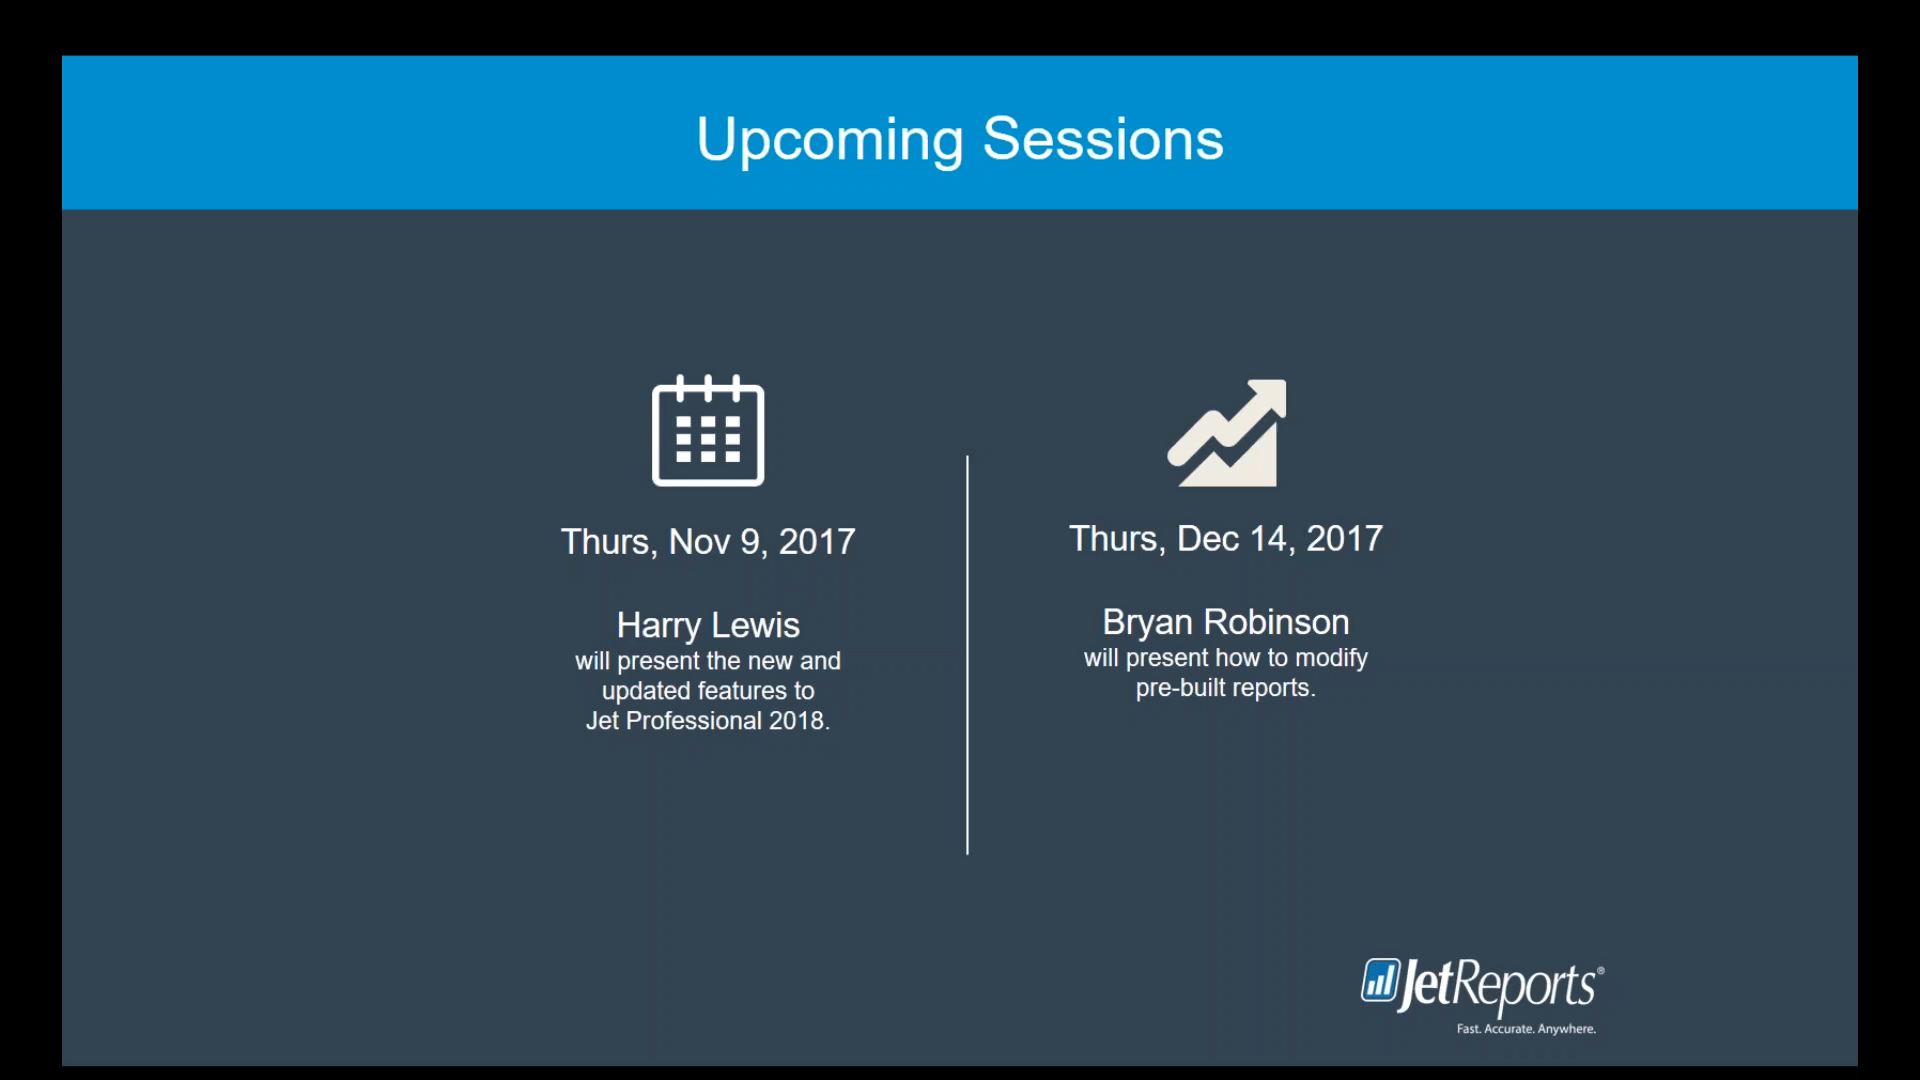 Upcoming Sessions
Thurs, Nov 9, 2017
Harry Lewis
will present the new and
updated features to
Jet Professional 2018.
Thurs, Dec 14, 2017
Bryan Robinson
will present how to modify
pre-built reports.
JetReports®
Fast. Accurate. Anywhere.